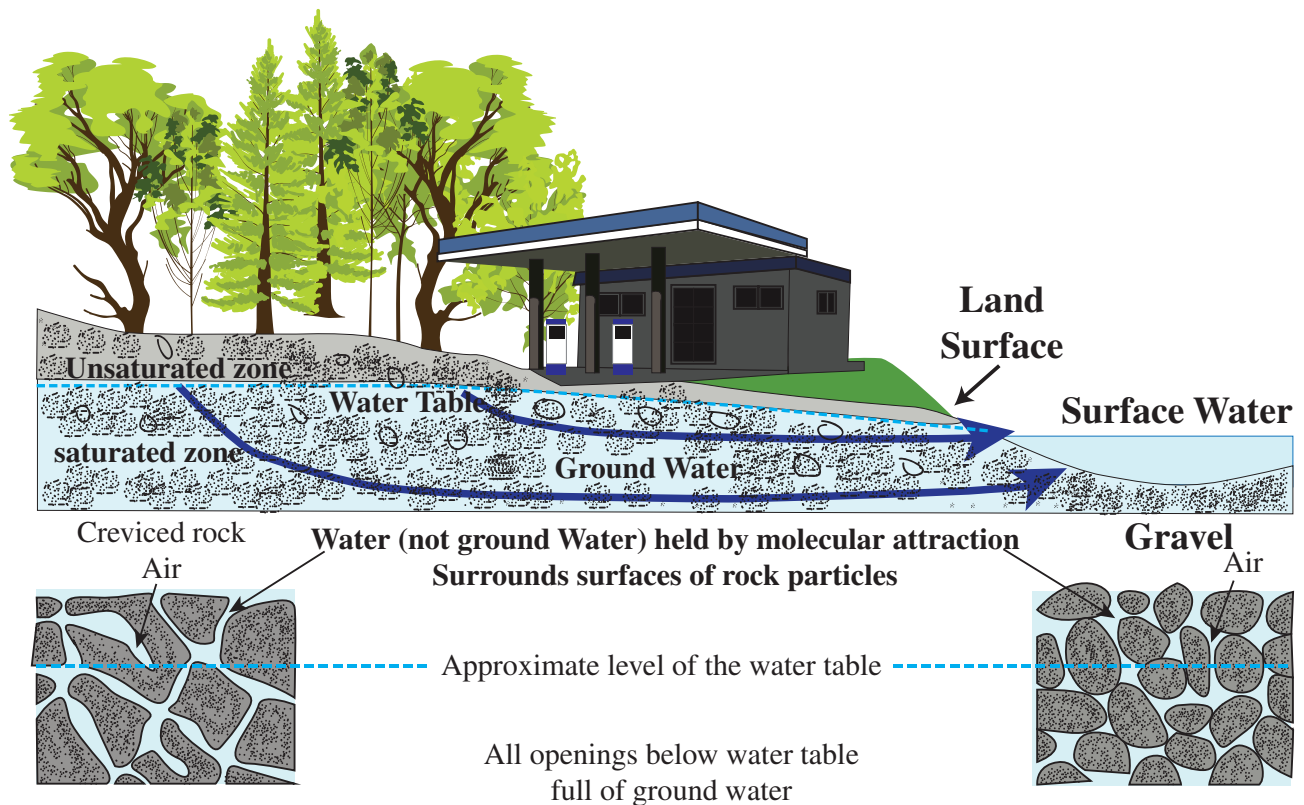 Land
Surface
Unsaturated zone
Water Table
Surface Water
saturated zone
Ground Water
Creviced rock
Water (not ground Water) held by molecular attraction
Surrounds surfaces of rock particles
Gravel
Air
Air
Approximate level of the water table
All openings below water table
full of ground water